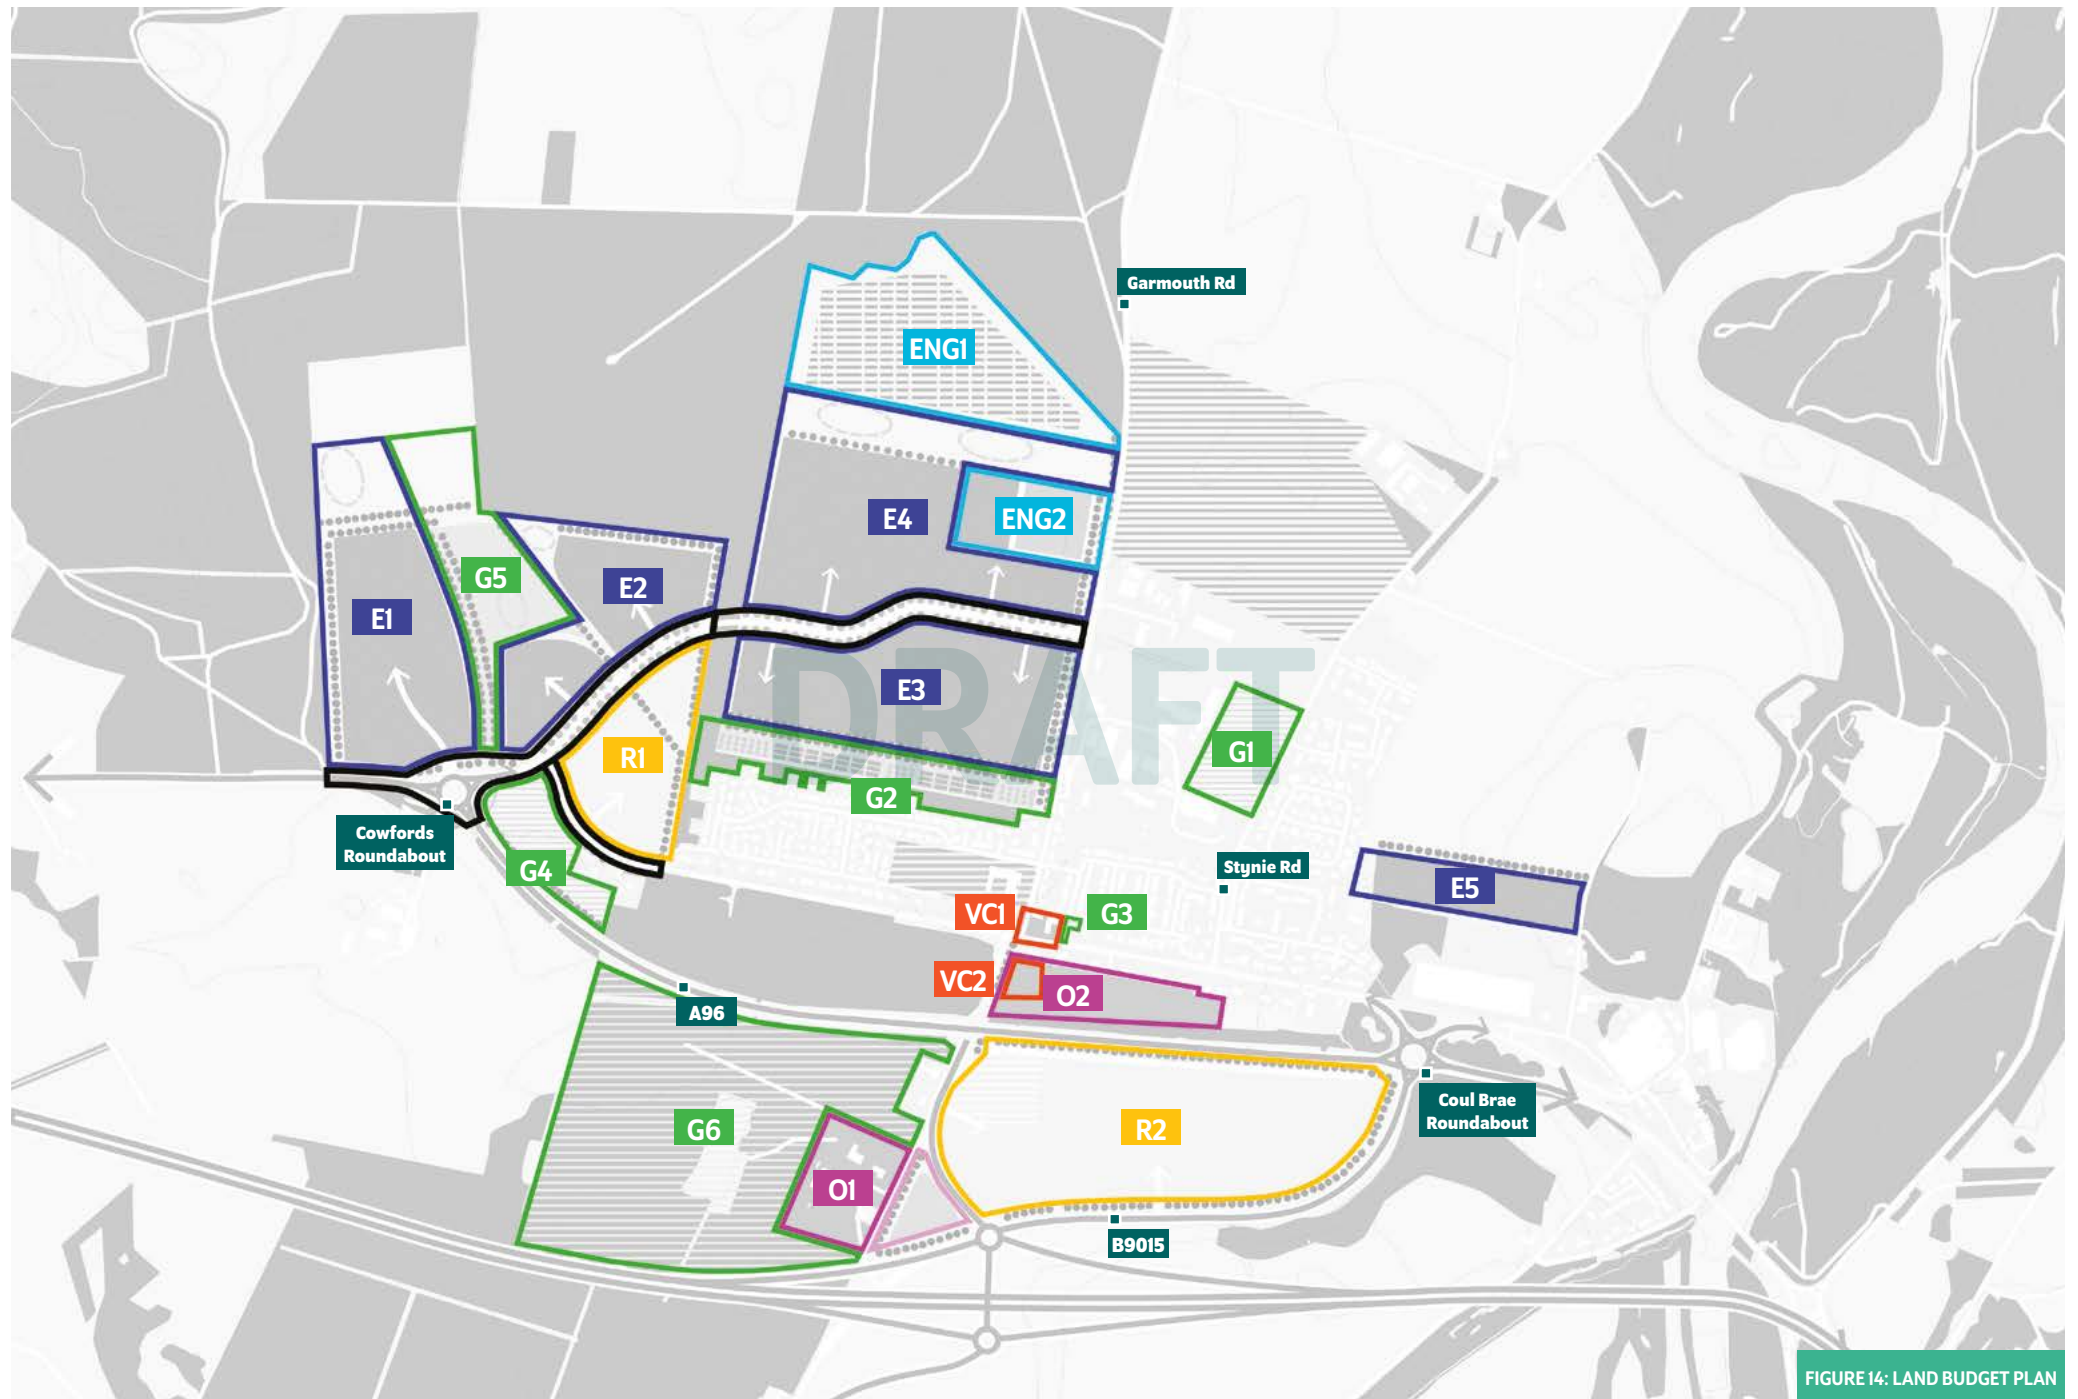 Garmouth Rd
ENG1
E4
ENG2
G5
E2
E1
E3
DRAFT
R1
G1
G2
Cowfords
Roundabout
G4
Stynie Rd
E5
VC1
G3
VC2
O2
A96
Coul Brae
Roundabout
G6
R2
O1
B9015
FIGURE 14: LAND BUDGET PLAN